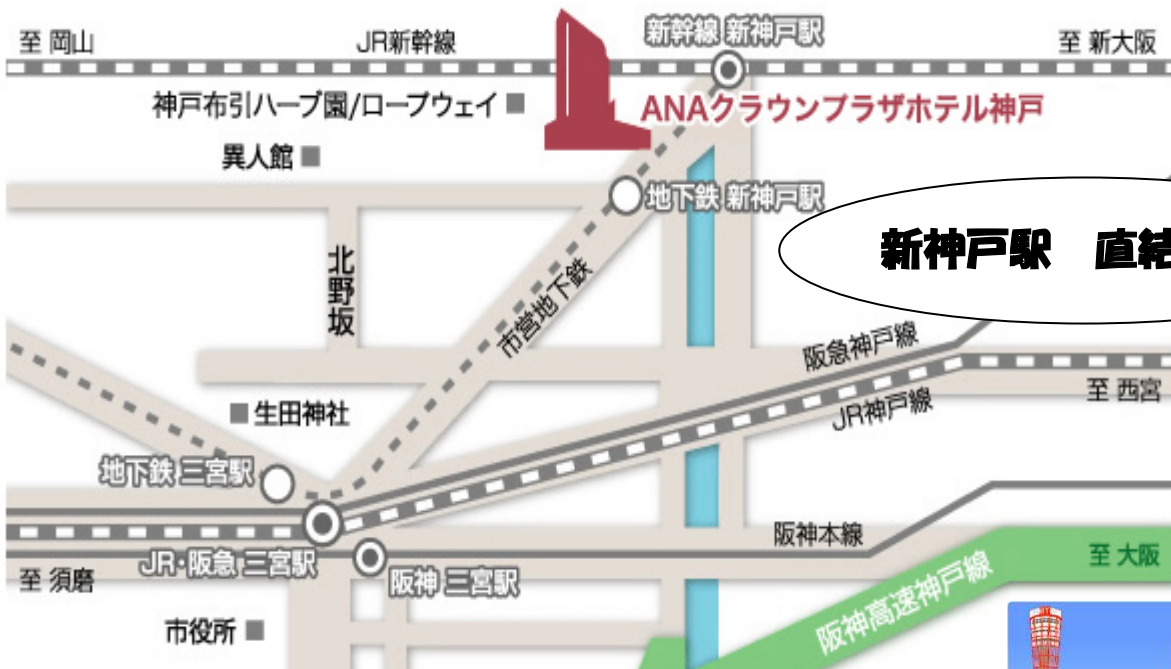 至 岡山
JR新幹線
新幹線 新神戸駅
至 新大阪
神戸布引ハーブ園/ロープウェイ
ANAクラウンプラザホテル神戸
異人館
地下鉄 新神戸駅
新神戸駅 直結
北野坂
市営地下鉄
阪急神戸線
至 西宮
JR神戸線
生田神社
地下鉄 三宮駅
阪神本線
JR・阪急 三宮駅
至 大阪
至 須磨
阪神 三宮駅
阪神高速神戸線
市役所